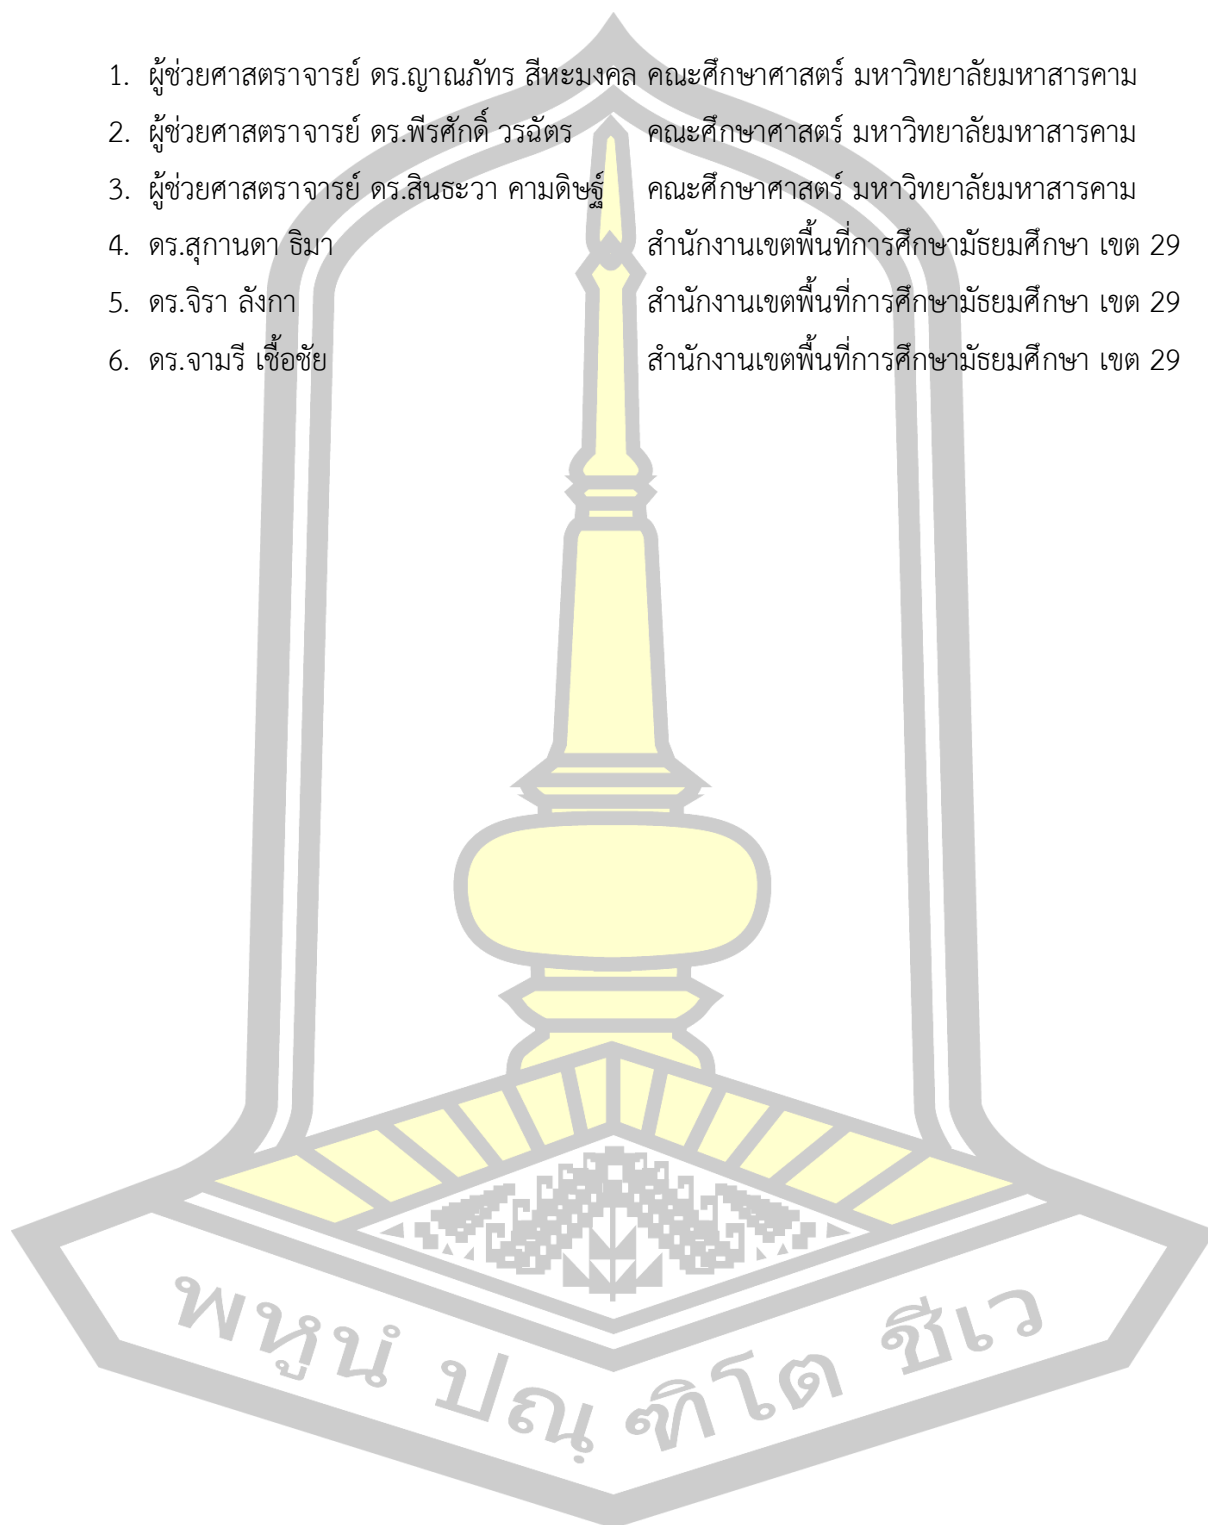 1. ผู้ช่วยศาสตราจารย์ ดร.ญาณภัทร สีหะมงคล คณะศึกษาศาสตร์ มหาวิทยาลัยมหาสารคาม
2. ผู้ช่วยศาสตราจารย์ ดร.พีรศักดิ์ วรฉัตร คณะศึกษาศาสตร์ มหาวิทยาลัยมหาสารคาม
3. ผู้ช่วยศาสตราจารย์ ดร.สินธะวา คามดิษฐ์ คณะศึกษาศาสตร์ มหาวิทยาลัยมหาสารคาม
4. ดร.สุกานดา ธิมา สำนักงานเขตพื้นที่การศึกษามัธยมศึกษา เขต 29
5. ดร.จิรา ลังกา สำนักงานเขตพื้นที่การศึกษามัธยมศึกษา เขต 29
6. ดร.จามรี เชื้อชัย สำนักงานเขตพื้นที่การศึกษามัธยมศึกษา เขต 29
พหูนํ ปณฺฑิโต ชีเว